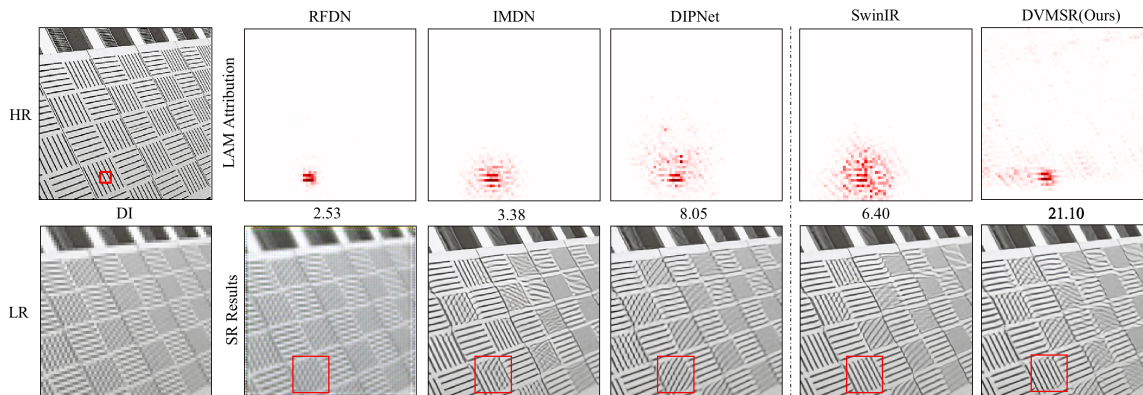 RFDN IMDN DIPNet SwinIR DVMSR(Ours)
HR
LAM Attribution
DI 2.53 3.38 8.05 6.40 21.10
LR
SR Results